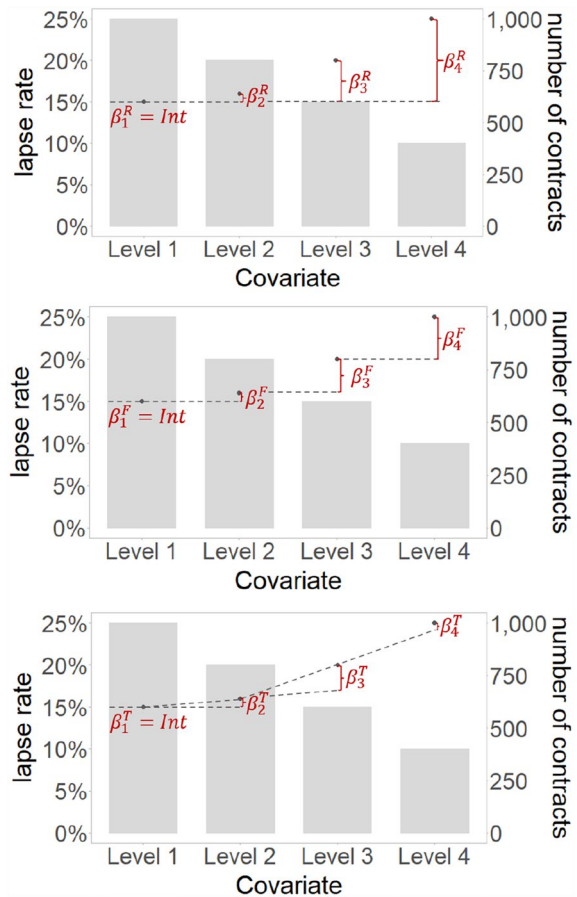 25%
20%
15%
10%
5%
0%
lapse rate
β₁ᴿ = Int
β₂ᴿ
β₃ᴿ
β₄ᴿ
1,000
750
500
250
0
number of contracts
Level 1 Level 2 Level 3 Level 4
Covariate
25%
20%
15%
10%
5%
0%
lapse rate
β₁ᶠ = Int
β₂ᶠ
β₃ᶠ
β₄ᶠ
1,000
750
500
250
0
number of contracts
Level 1 Level 2 Level 3 Level 4
Covariate
25%
20%
15%
10%
5%
0%
lapse rate
β₁ᵀ = Int
β₂ᵀ
β₃ᵀ
β₄ᵀ
1,000
750
500
250
0
number of contracts
Level 1 Level 2 Level 3 Level 4
Covariate